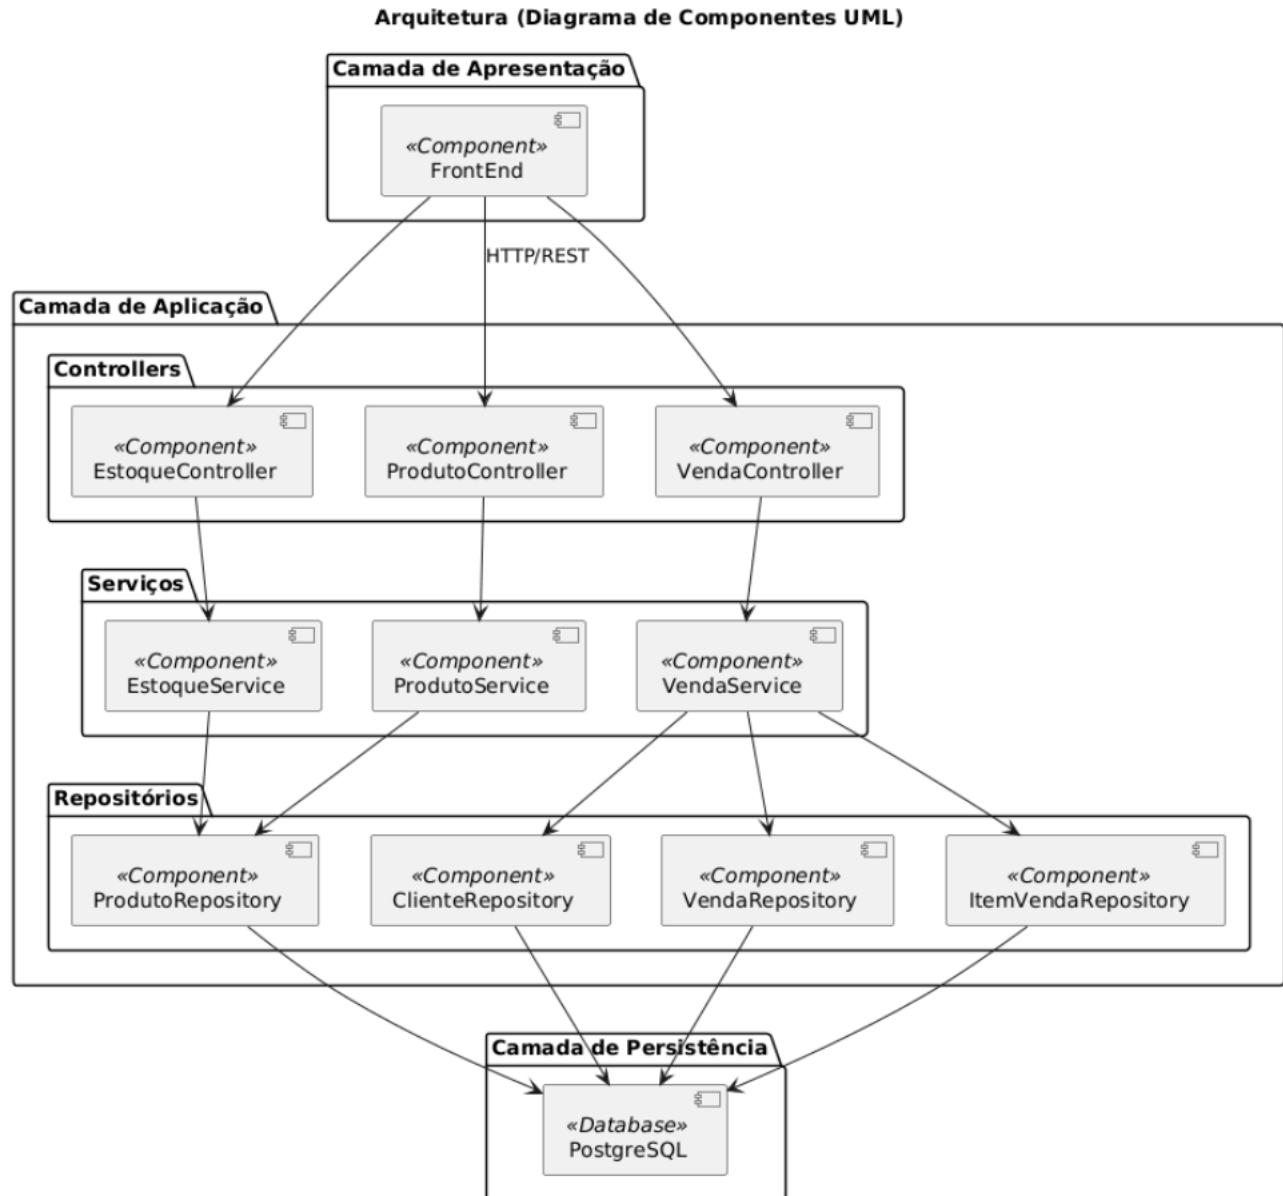 Arquitetura (Diagrama de Componentes UML)
Camada de Apresentação
«Component»
FrontEnd
HTTP/REST
Camada de Aplicação
Controllers
«Component»
EstoqueController
«Component»
ProdutoController
«Component»
VendaController
Serviços
«Component»
EstoqueService
«Component»
ProdutoService
«Component»
VendaService
Repositórios
«Component»
ProdutoRepository
«Component»
ClienteRepository
«Component»
VendaRepository
«Component»
ItemVendaRepository
Camada de Persistência
«Database»
PostgreSQL